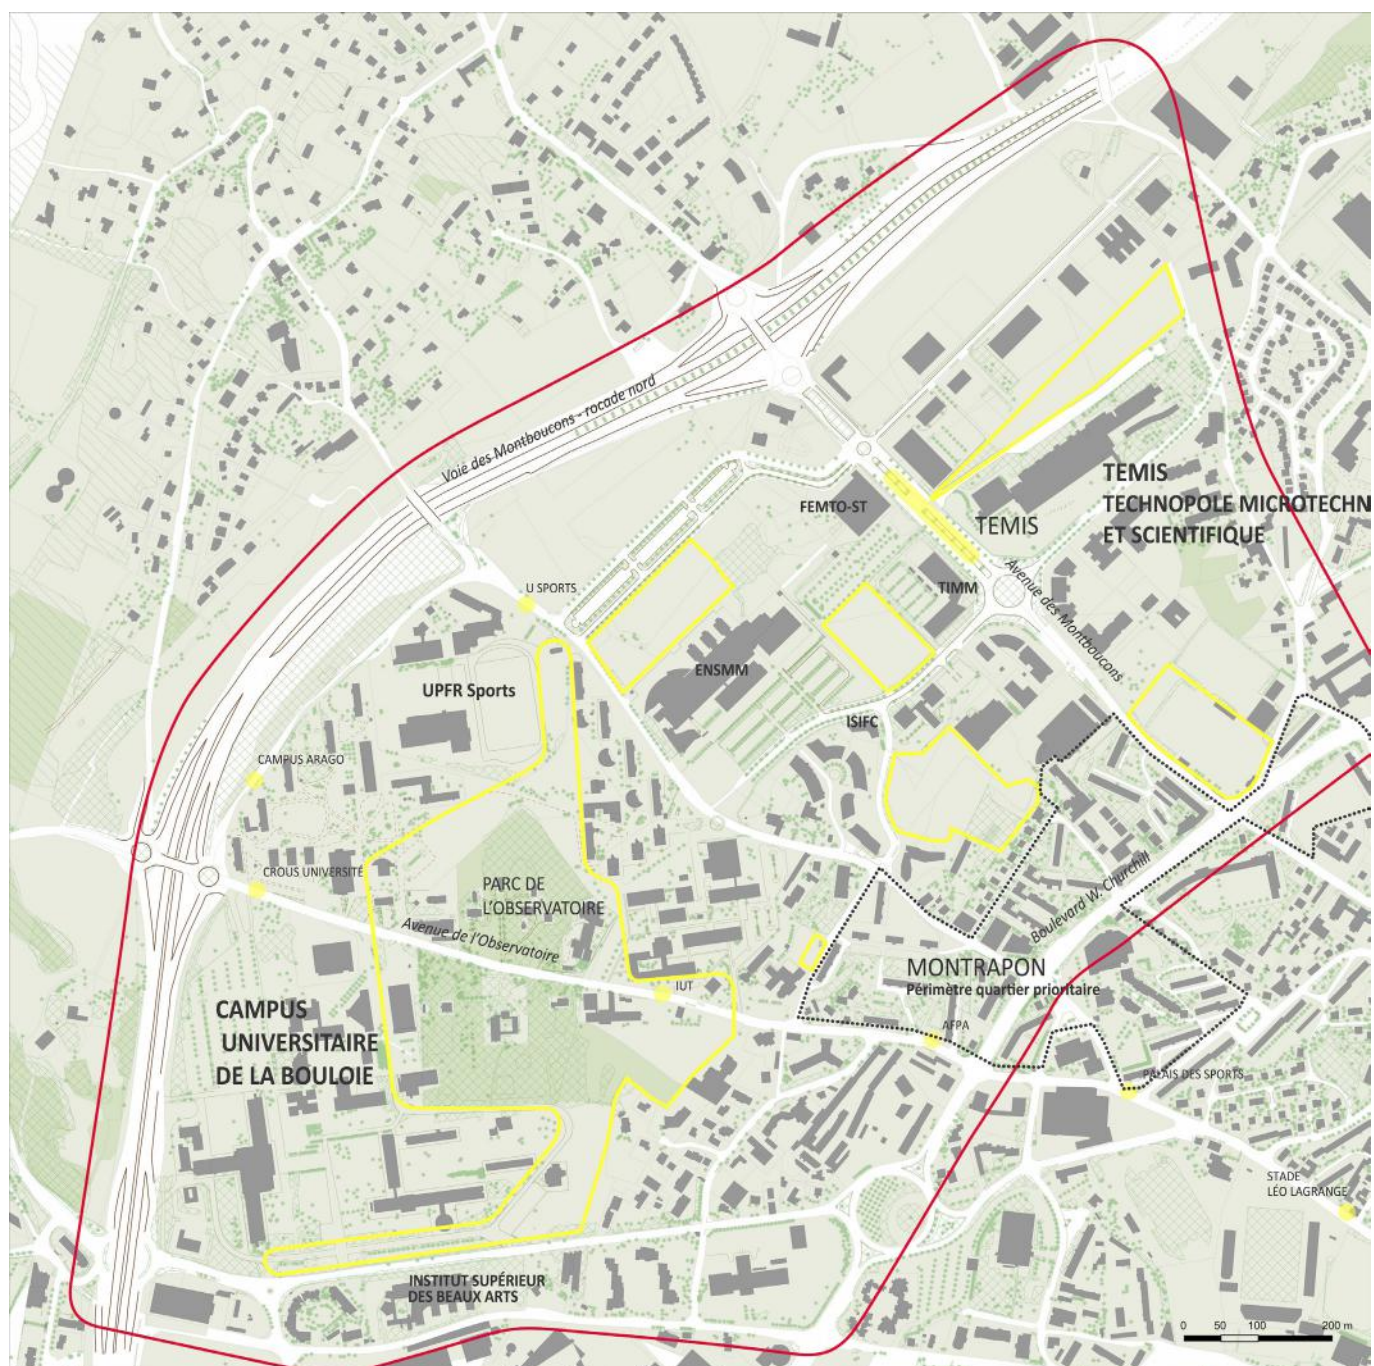 Voie des Montboucons - rocade nord
FEMTO-ST
TEMIS
TEMIS
TECHNOPOLE MICROTECHN
ET SCIENTIFIQUE
U SPORTS
TIMM
Avenue des Montboucons
ENSMM
UPFR Sports
ISIFC
CAMPUS ARAGO
CROUS UNIVERSITÉ
PARC DE
L'OBSERVATOIRE
Avenue de l'Observatoire
Boulevard W. Churchill
MONTRAPON
Périmètre quartier prioritaire
IUT
CAMPUS
UNIVERSITAIRE
DE LA BOULOIE
AFPA
PALAIS DES SPORTS
STADE
LÉO LAGRANGE
INSTITUT SUPÉRIEUR
DES BEAUX ARTS
0 50 100 200 m